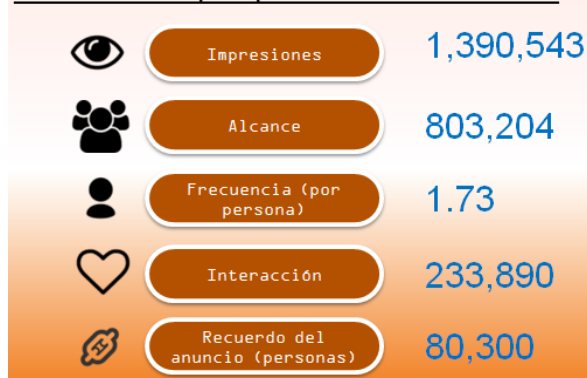 Impresiones 1,390,543
Alcance 803,204
Frecuencia (por
persona) 1.73
Interacción 233,890
Recuerdo del
anuncio (personas) 80,300